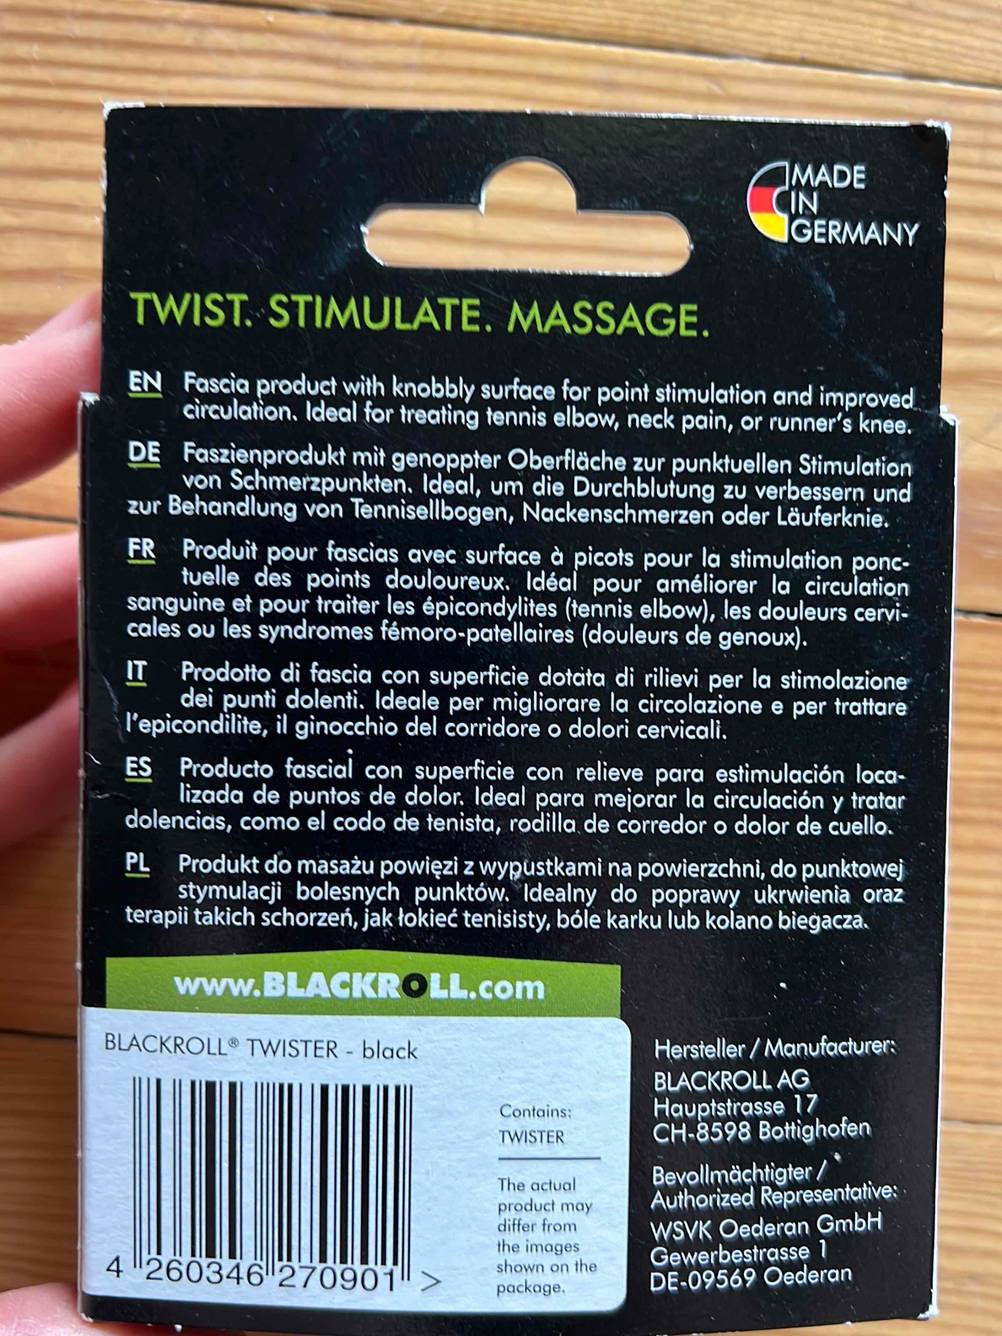 MADE
IN
GERMANY
TWIST. STIMULATE. MASSAGE.
EN Fascia product with knobbly surface for point stimulation and improved
circulation. Ideal for treating tennis elbow, neck pain, or runner's knee.
DE Faszienprodukt mit genoppter Oberfläche zur punktuellen Stimulation
von Schmerzpunkten. Ideal, um die Durchblutung zu verbessern und
zur Behandlung von Tennisellbogen, Nackenschmerzen oder Läuferknie.
FR Produit pour fascias avec surface à picots pour la stimulation ponc-
tuelle des points douloureux. Idéal pour améliorer la circulation
sanguine et pour traiter les épicondylites (tennis elbow), les douleurs cervi-
cales ou les syndromes fémoro-patellaires (douleurs de genoux).
IT Prodotto di fascia con superficie dotata di rilievi per la stimolazione
dei punti dolenti. Ideale per migliorare la circolazione e per trattare
l'epicondilite, il ginocchio del corridore o dolori cervicali.
ES Producto fascial con superficie con relieve para estimulación loca-
lizada de puntos de dolor. Ideal para mejorar la circulación y tratar
dolencias, como el codo de tenista, rodilla de corredor o dolor de cuello.
PL Produkt do masażu powięzi z wypustkami na powierzchni, do punktowej
stymulacji bolesnych punktów. Idealny do poprawy ukrwienia oraz
terapii takich schorzeń, jak łokieć tenisisty, bóle karku lub kolano biegacza.
www.BLACKROLL.com
BLACKROLL® TWISTER - black
4 260346 270901 >
Contains:
TWISTER
The actual
product may
differ from
the images
shown on the
package.
Hersteller / Manufacturer:
BLACKROLL AG
Hauptstrasse 17
CH-8598 Bottighofen
Bevollmächtigter /
Authorized Representative:
WSVK Oederan GmbH
Gewerbestrasse 1
DE-09569 Oederan